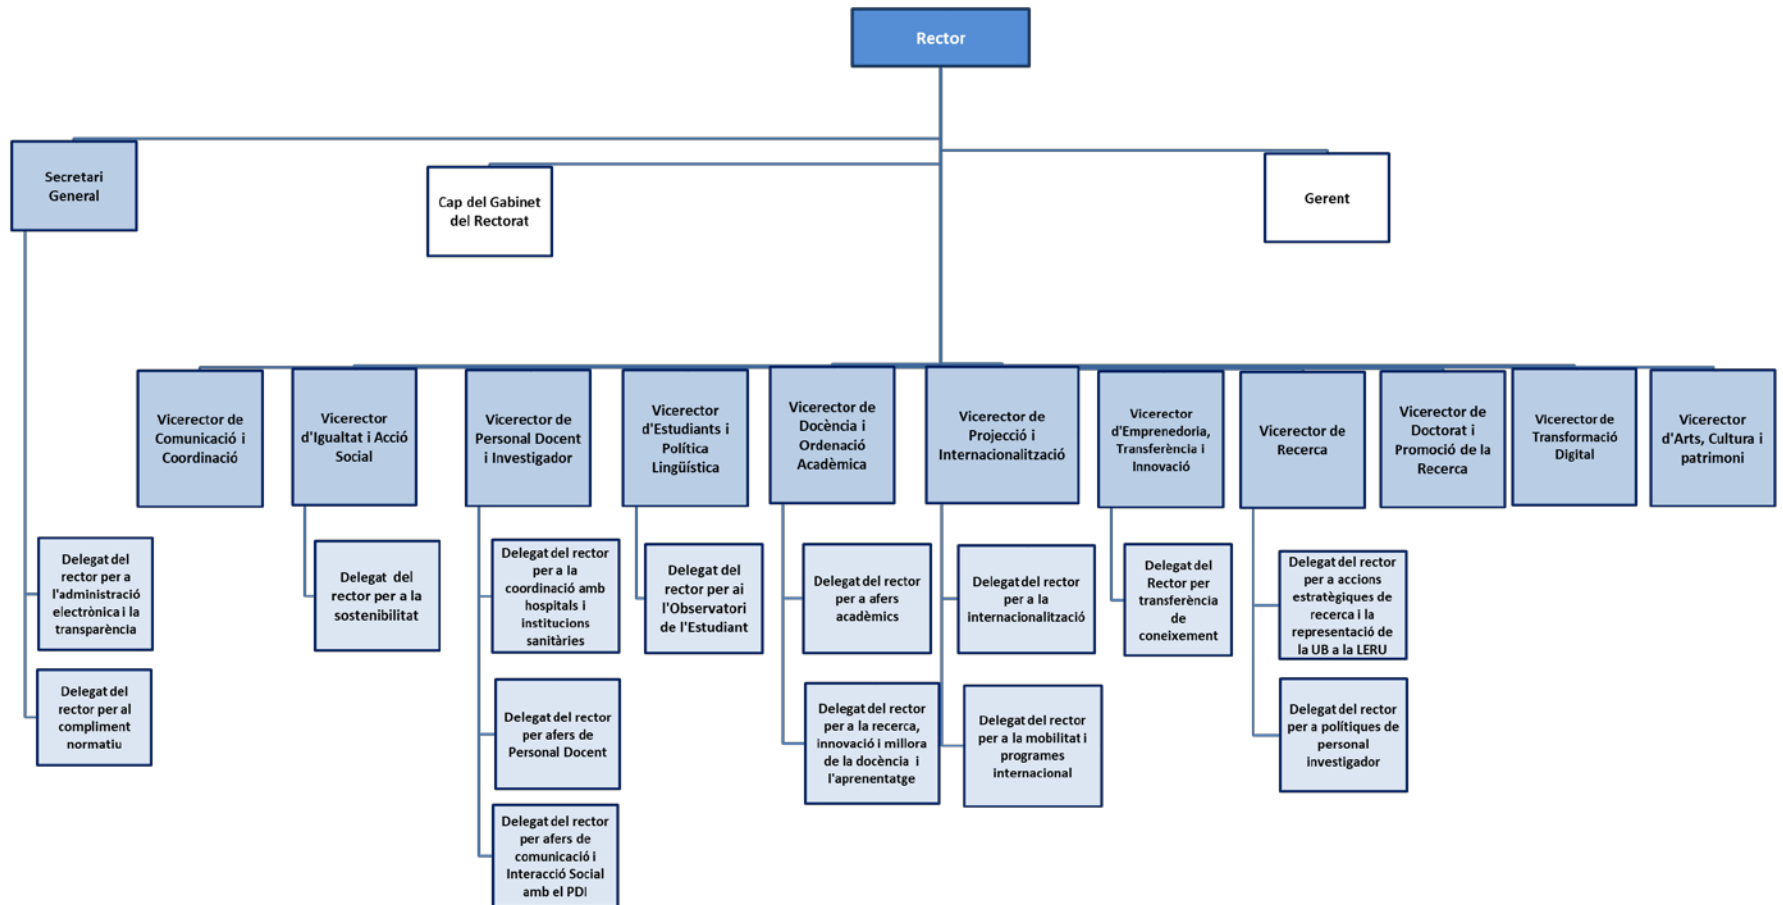 Rector
Secretari
General
Cap del Gabinet
del Rectorat
Gerent
Vicerector de
Comunicació i
Coordinació
Vicerector
d'Igualtat i Acció
Social
Vicerector de
Personal Docent
i Investigador
Vicerector
d'Estudiants i
Política
Lingüística
Vicerector de
Docència i
Ordenació
Acadèmica
Vicerector de
Projecció i
Internacionalització
Vicerector
d'Emprenedoria,
Transferència i
Innovació
Vicerector de
Recerca
Vicerector de
Doctorat i
Promoció de la
Recerca
Vicerector de
Transformació
Digital
Vicerector
d'Arts, Cultura i
patrimoni
Delegat del
rector per a
l'administració
electrònica i la
transparència
Delegat del
rector per a la
sostenibilitat
Delegat del rector
per a la
coordinació amb
hospitals i
institucions
sanitàries
Delegat del
rector per ai
l'Observatori
de l'Estudiant
Delegat del rector
per a afers
acadèmics
Delegat del rector
per a la
internacionalització
Delegat del
Rector per
transferència
de
coneixement
Delegat del rector
per a accions
estratègiques de
recerca i la
representació de
la UB a la LERU
Delegat del
rector per al
compliment
normatiu
Delegat del rector
per afers de
Personal Docent
Delegat del rector
per a la recerca,
innovació i millora
de la docència i
l'aprenentatge
Delegat del rector
per a la mobilitat i
programes
internacional
Delegat del rector
per a polítiques de
personal
investigador
Delegat del rector
per afers de
comunicació i
Interacció Social
amb el PDI